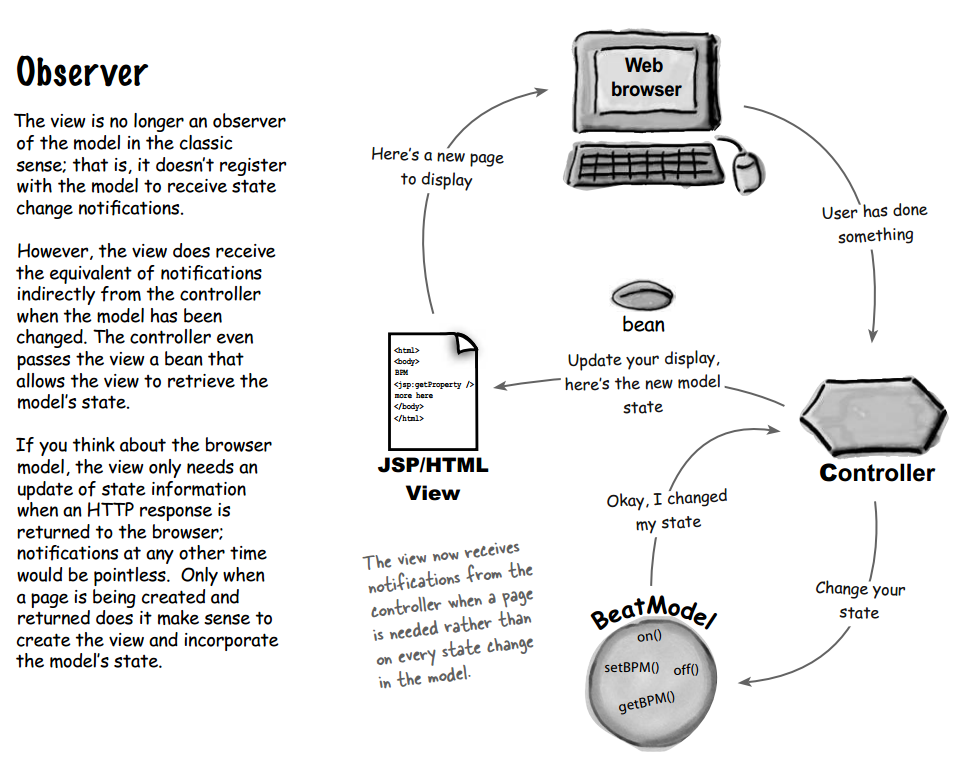 Observer
The view is no longer an observer
of the model in the classic
sense; that is, it doesn't register
with the model to receive state
change notifications.
However, the view does receive
the equivalent of notifications
indirectly from the controller
when the model has been
changed. The controller even
passes the view a bean that
allows the view to retrieve the
model's state.
If you think about the browser
model, the view only needs an
update of state information
when an HTTP response is
returned to the browser;
notifications at any other time
would be pointless. Only when
a page is being created and
returned does it make sense to
create the view and incorporate
the model's state.
Web
browser
Here's a new page
to display
User has done
something
bean
Update your display,
here's the new model
state
<html>
<body>
BPM
<jsp:getProperty />
more here
</body>
</html>
JSP/HTML
View
Controller
Okay, I changed
my state
Change your
state
The view now receives
notifications from the
controller when a page
is needed rather than
on every state change
in the model.
BeatModel
on()
setBPM()
off()
getBPM()